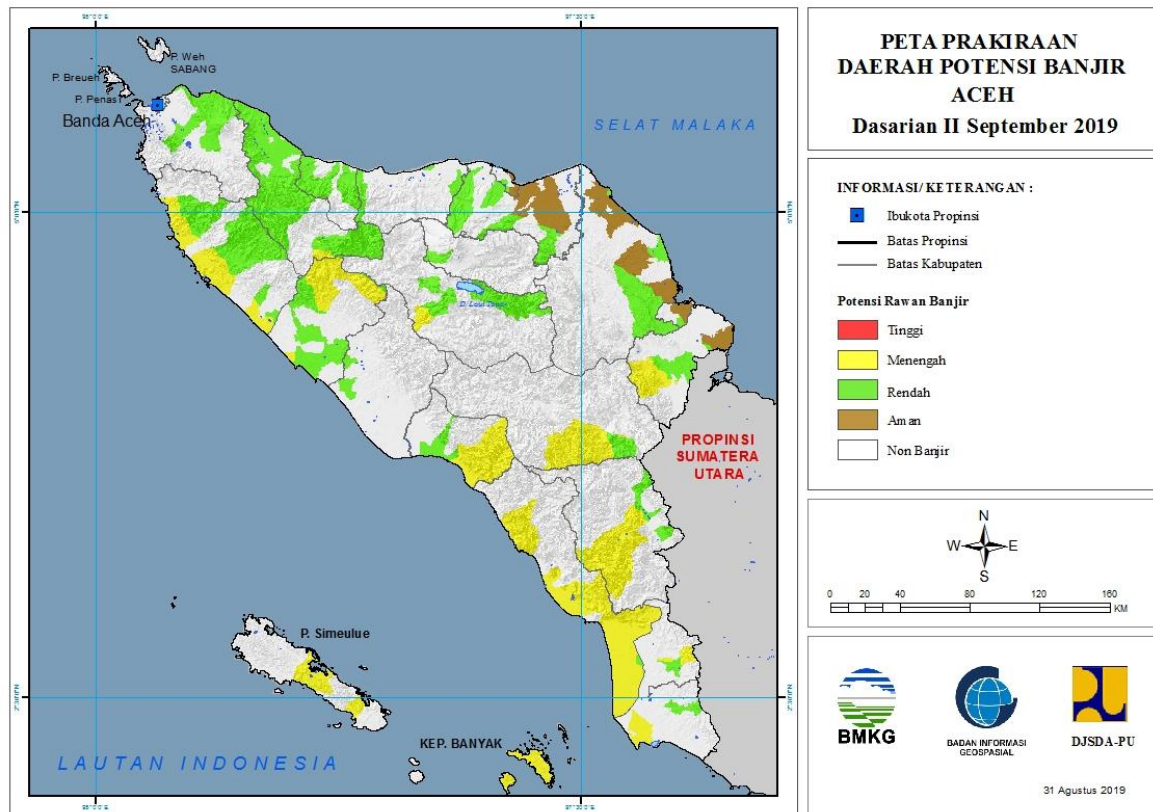 PETA PRAKIRAAN
DAERAH POTENSI BANJIR
ACEH
Dasarian II September 2019
INFORMASI/ KETERANGAN :
Ibukota Propinsi
Batas Propinsi
Batas Kabupaten
Potensi Rawan Banjir
Tinggi
Menengah
Rendah
Aman
Non Banjir
N
W E
S
0 20 40 80 120 160
KM
BMKG
BADAN INFORMASI
GEOSPASIAL
DJSDA-PU
31 Agustus 2019
P. Weh
SABANG
P. Breueh
P. Penasi
Banda Aceh
SELAT MALAKA
PROPINSI
SUMATERA
UTARA
P. Simeulue
KEP. BANYAK
LAUTAN INDONESIA